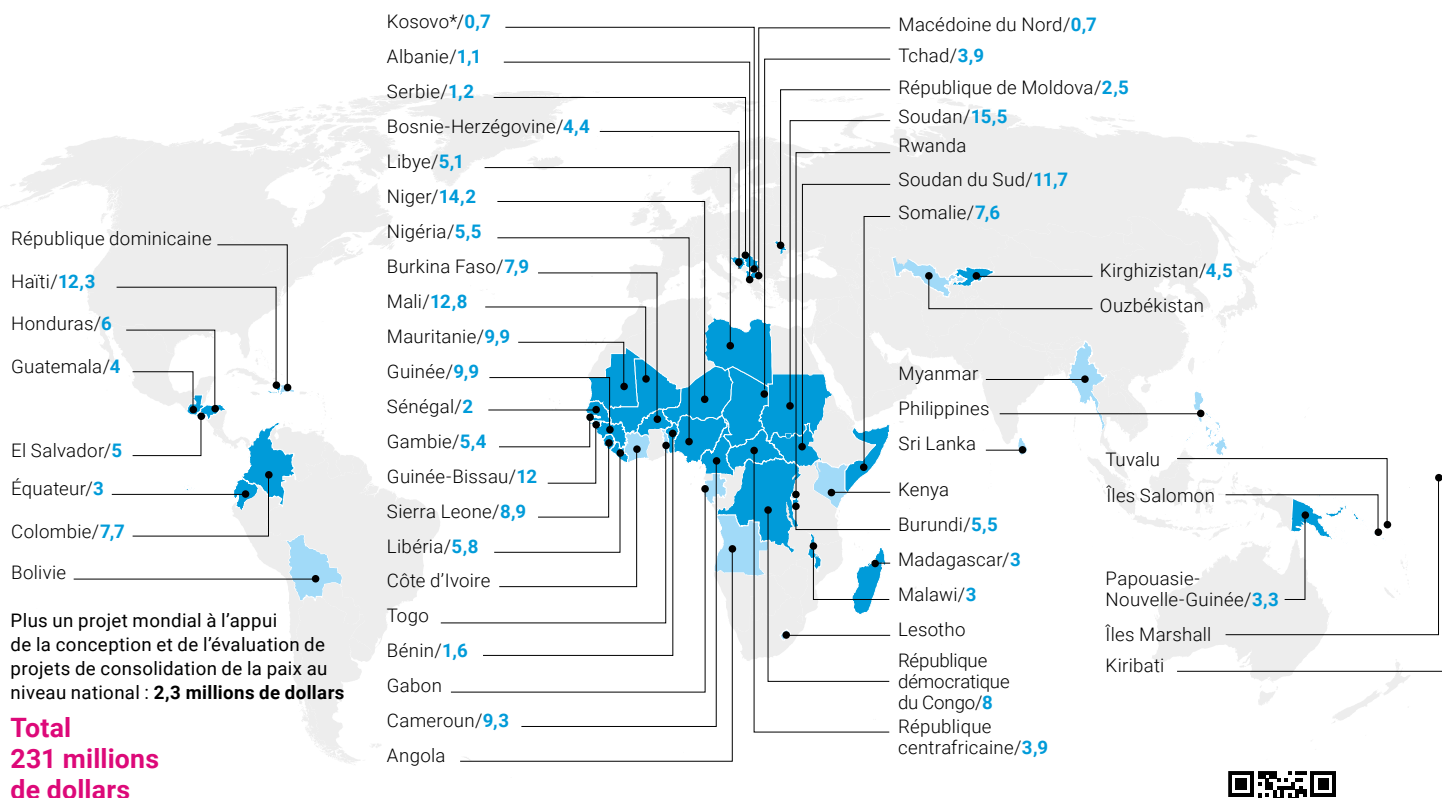 Kosovo*/0,7
Albanie/1,1
Serbie/1,2
Bosnie-Herzégovine/4,4
Libye/5,1
Niger/14,2
Nigéria/5,5
Burkina Faso/7,9
Mali/12,8
Mauritanie/9,9
Guinée/9,9
Sénégal/2
Gambie/5,4
Guinée-Bissau/12
Sierra Leone/8,9
Libéria/5,8
Côte d’Ivoire
Togo
Bénin/1,6
Gabon
Cameroun/9,3
Angola
République dominicaine
Haïti/12,3
Honduras/6
Guatemala/4
El Salvador/5
Équateur/3
Colombie/7,7
Bolivie
Plus un projet mondial à l’appui
de la conception et de l’évaluation de
projets de consolidation de la paix au
niveau national : 2,3 millions de dollars
Total
231 millions
de dollars
Macédoine du Nord/0,7
Tchad/3,9
République de Moldova/2,5
Soudan/15,5
Rwanda
Soudan du Sud/11,7
Somalie/7,6
Kirghizistan/4,5
Ouzbékistan
Myanmar
Philippines
Sri Lanka
Kenya
Burundi/5,5
Madagascar/3
Malawi/3
Lesotho
République
démocratique
du Congo/8
République
centrafricaine/3,9
Tuvalu
Îles Salomon
Papouasie-
Nouvelle-Guinée/3,3
Îles Marshall
Kiribati